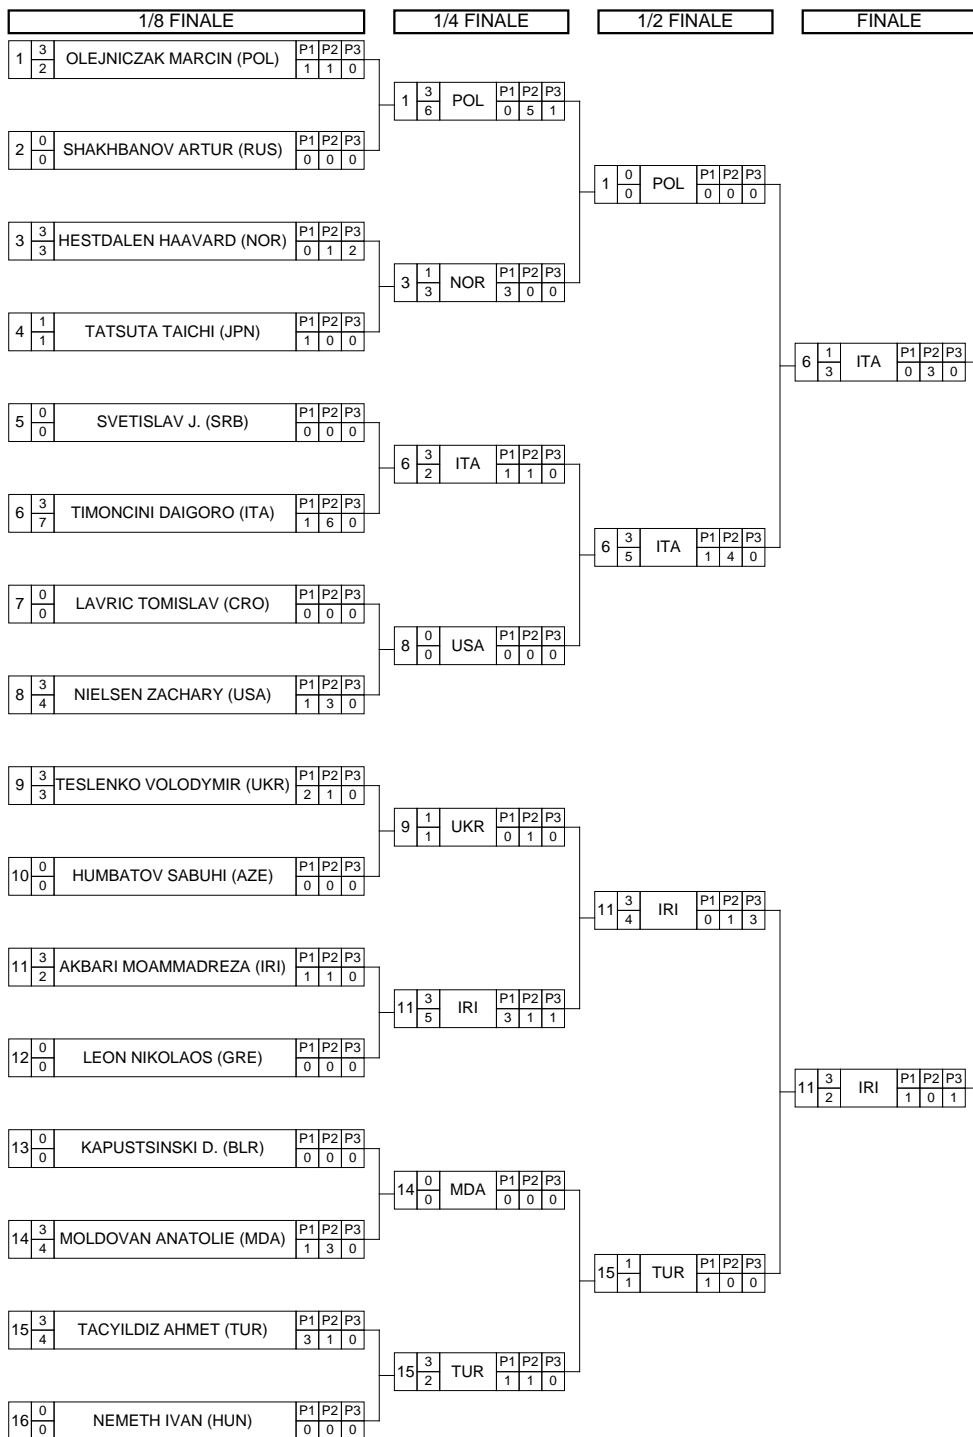 1/8 FINALE 1/4 FINALE 1/2 FINALE FINALE
1 3 2 OLEJNICZAK MARCIN (POL) P1 P2 P3 1 1 0
1 3 6 POL P1 P2 P3 0 5 1
2 0 0 SHAKHBANOV ARTUR (RUS) P1 P2 P3 0 0 0
1 0 0 POL P1 P2 P3 0 0 0
3 3 3 HESTDALEN HAAVARD (NOR) P1 P2 P3 0 1 2
3 1 3 NOR P1 P2 P3 3 0 0
4 1 1 TATSUTA TAICHI (JPN) P1 P2 P3 1 0 0
6 1 3 ITA P1 P2 P3 0 3 0
5 0 0 SVETISLAV J. (SRB) P1 P2 P3 0 0 0
6 3 2 ITA P1 P2 P3 1 1 0
6 3 7 TIMONCINI DAIGORO (ITA) P1 P2 P3 1 6 0
6 3 5 ITA P1 P2 P3 1 4 0
7 0 0 LAVRIC TOMISLAV (CRO) P1 P2 P3 0 0 0
8 0 0 USA P1 P2 P3 0 0 0
8 3 4 NIELSEN ZACHARY (USA) P1 P2 P3 1 3 0
9 3 3 TESLENKO VOLODYMIR (UKR) P1 P2 P3 2 1 0
9 1 1 UKR P1 P2 P3 0 1 0
10 0 0 HUMBATOV SABUHI (AZE) P1 P2 P3 0 0 0
11 3 4 IRI P1 P2 P3 0 1 3
11 3 2 AKBARI MOAMMADREZA (IRI) P1 P2 P3 1 1 0
11 3 5 IRI P1 P2 P3 3 1 1
12 0 0 LEON NIKOLAOS (GRE) P1 P2 P3 0 0 0
11 3 2 IRI P1 P2 P3 1 0 1
13 0 0 KAPUSTSINSKI D. (BLR) P1 P2 P3 0 0 0
14 0 0 MDA P1 P2 P3 0 0 0
14 3 4 MOLDOVAN ANATOLIE (MDA) P1 P2 P3 1 3 0
15 1 1 TUR P1 P2 P3 1 0 0
15 3 4 TACYILDIZ AHMET (TUR) P1 P2 P3 3 1 0
15 3 2 TUR P1 P2 P3 1 1 0
16 0 0 NEMETH IVAN (HUN) P1 P2 P3 0 0 0